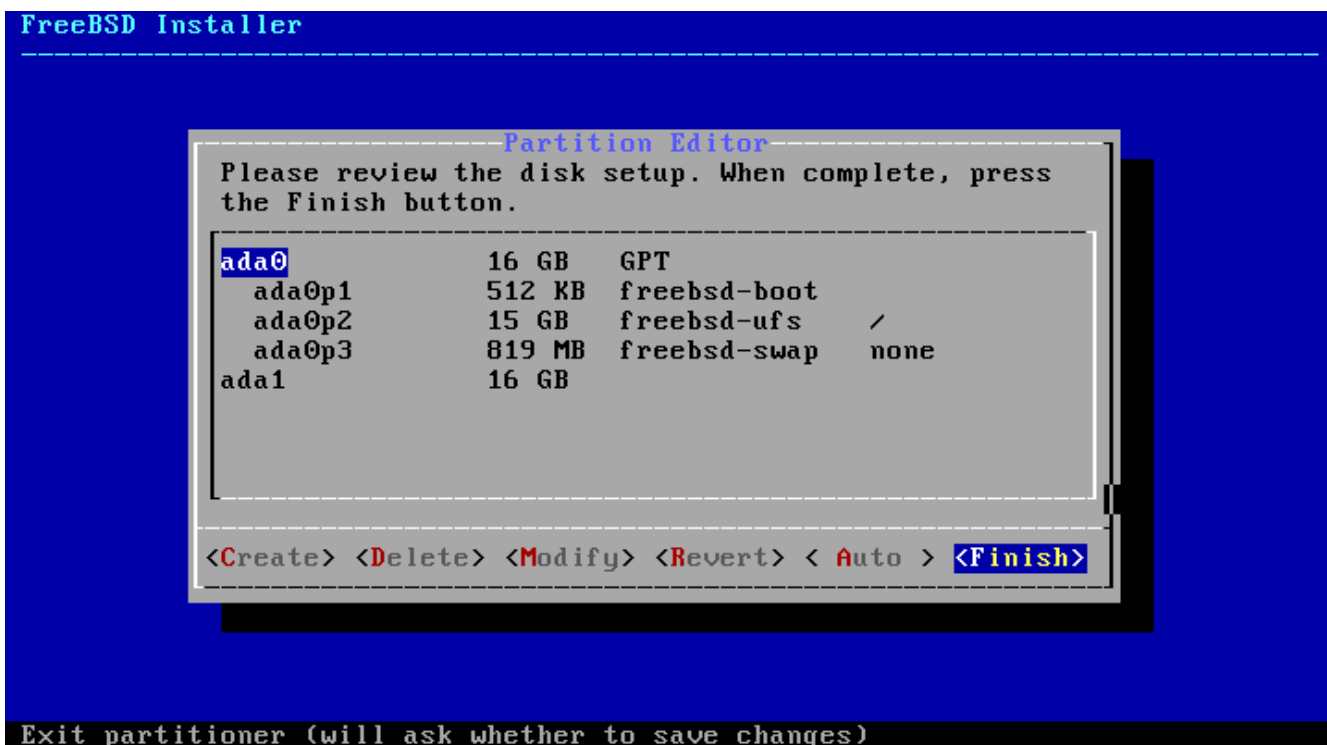 FreeBSD Installer
Partition Editor
Please review the disk setup. When complete, press
the Finish button.
ada0 16 GB GPT
ada0p1 512 KB freebsd-boot
ada0p2 15 GB freebsd-ufs /
ada0p3 819 MB freebsd-swap none
ada1 16 GB
<Create> <Delete> <Modify> <Revert> < Auto > <Finish>
Exit partitioner (will ask whether to save changes)